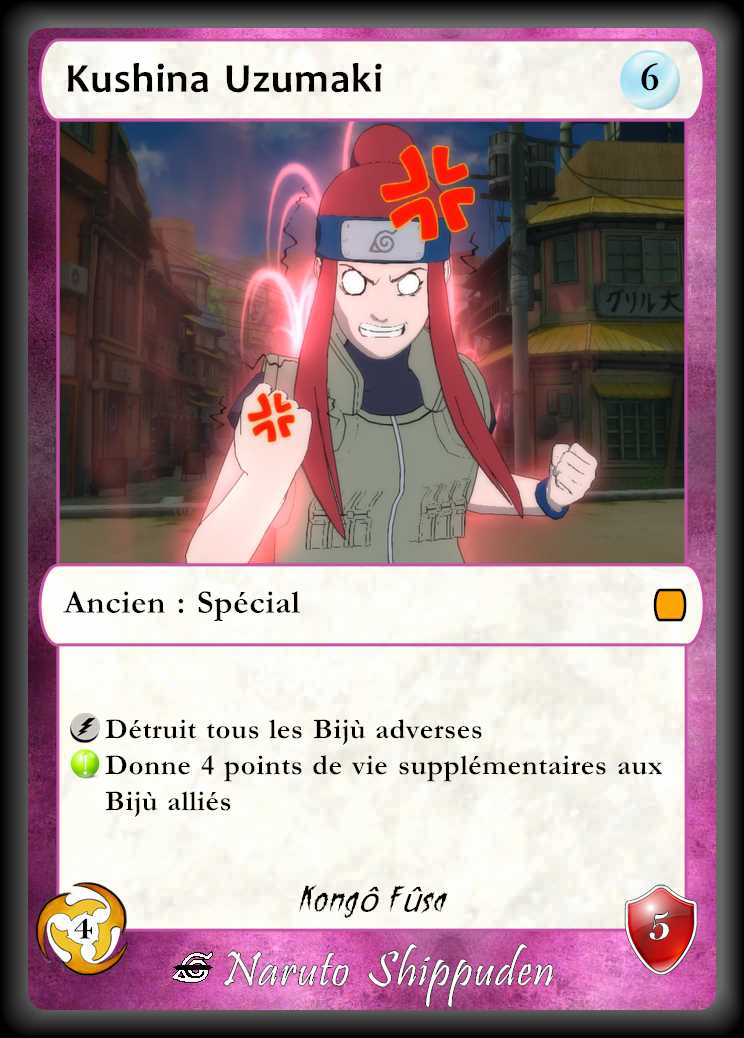 Kushina Uzumaki
6
グリル大
Ancien : Spécial
Détruit tous les Bijù adverses
Donne 4 points de vie supplémentaires aux
Bijù alliés
Kongô Fûsa
4
5
Naruto Shippuden